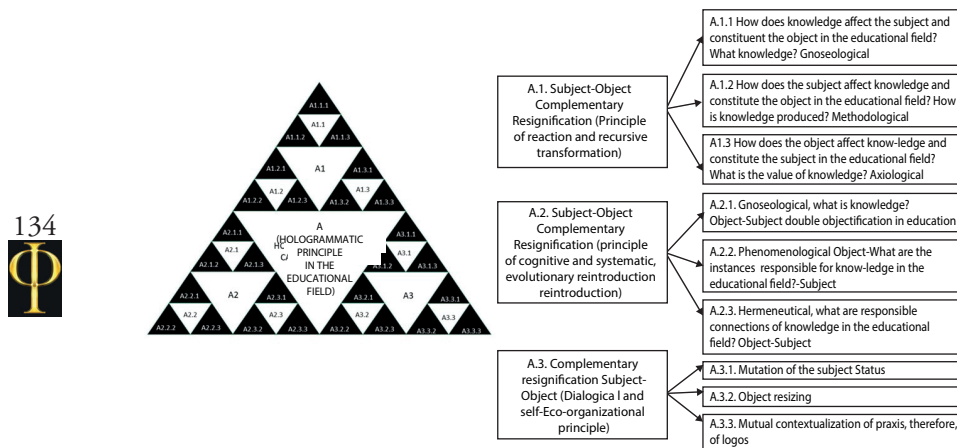 134
Φ
A1.1.1
A1.1
A1.1.2
A1.1.3
A1
A1.2.1
A1.3.1
A1.2
A1.3
A1.2.2
A1.2.3
A1.3.2
A1.3.3
A
(HOLOGRAMMATIC
PRINCIPLE
IN THE
EDUCATIONAL
FIELD)
A2.1.1
A2.1
A2.1.2
A2.1.3
A3.1.1
A3.1
A3.1.2
A3.1.3
A2
A3
A2.2.1
A2.3.1
A3.2.1
A3.3.1
A2.2
A2.3
A3.2
A3.3
A2.2.2
A2.2.3
A2.3.2
A2.3.3
A3.2.2
A3.2.3
A3.3.2
A3.3.3
A.1. Subject-Object
Complementary
Resignification (Principle
of reaction and recursive
transformation)
A.1.1 How does knowledge affect the subject and
constituent the object in the educational field?
What knowledge? Gnoseological
A.1.2 How does the subject affect knowledge and
constitute the object in the educational field? How
is knowledge produced? Methodological
A1.3 How does the object affect know-ledge and
constitute the subject in the educational field?
What is the value of knowledge? Axiological
A.2. Subject-Object
Complementary
Resignification (principle
of cognitive and systematic,
evolutionary reintroduction
reintroduction)
A.2.1. Gnoseological, what is knowledge?
Object-Subject double objectification in education
A.2.2. Phenomenological Object-What are the
instances responsible for know-ledge in the
educational field?-Subject
A.2.3. Hermeneutical, what are responsible
connections of knowledge in the educational
field? Object-Subject
A.3. Complementary
resignification Subject-
Object (Dialogica l and
self-Eco-organizational
principle)
A.3.1. Mutation of the subject Status
A.3.2. Object resizing
A.3.3. Mutual contextualization of praxis, therefore,
of logos